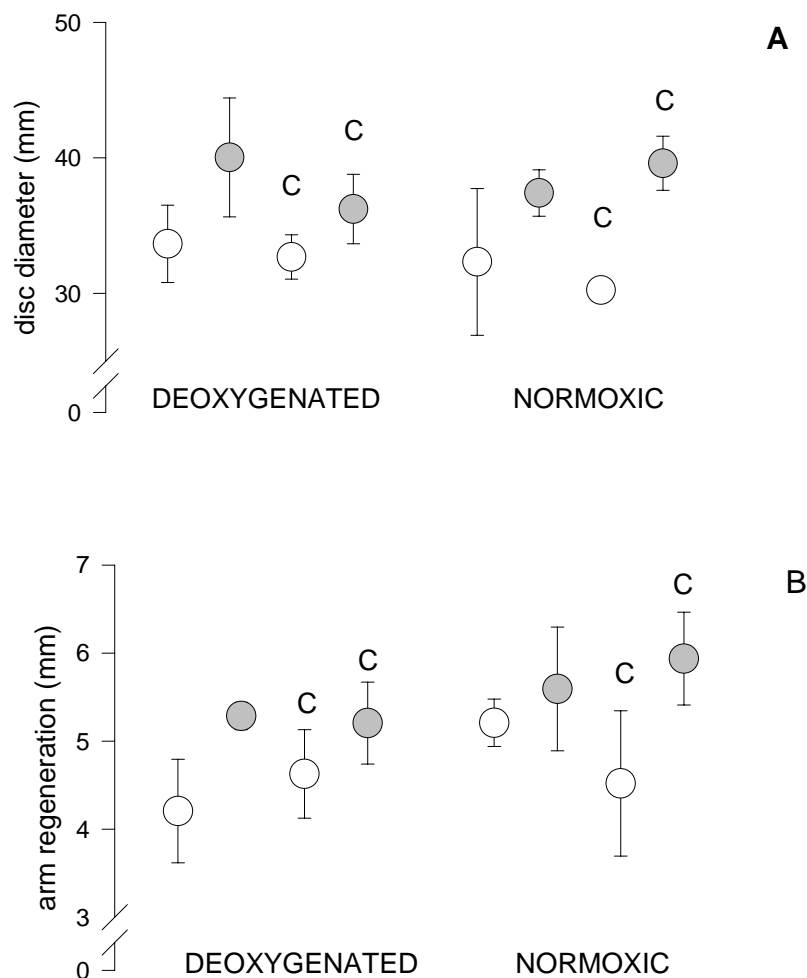 50
A
C
C
40
C
C
disc diameter (mm)
30
0
DEOXYGENATED NORMOXIC
7
B
C
6
C
C
C
5
arm regeneration (mm)
4
3
0
DEOXYGENATED NORMOXIC